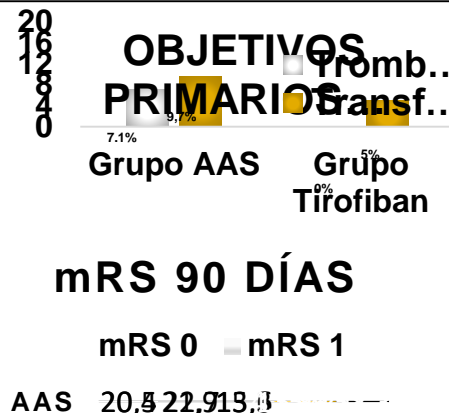 OBJETIVOS
PRIMARIOS
20
16
12
8
4
0
Tromb…
Transf…
7.1%
9,7%
5%
0%
Grupo AAS
Grupo
Tirofiban
mRS 90 DÍAS
mRS 0
mRS 1
AAS